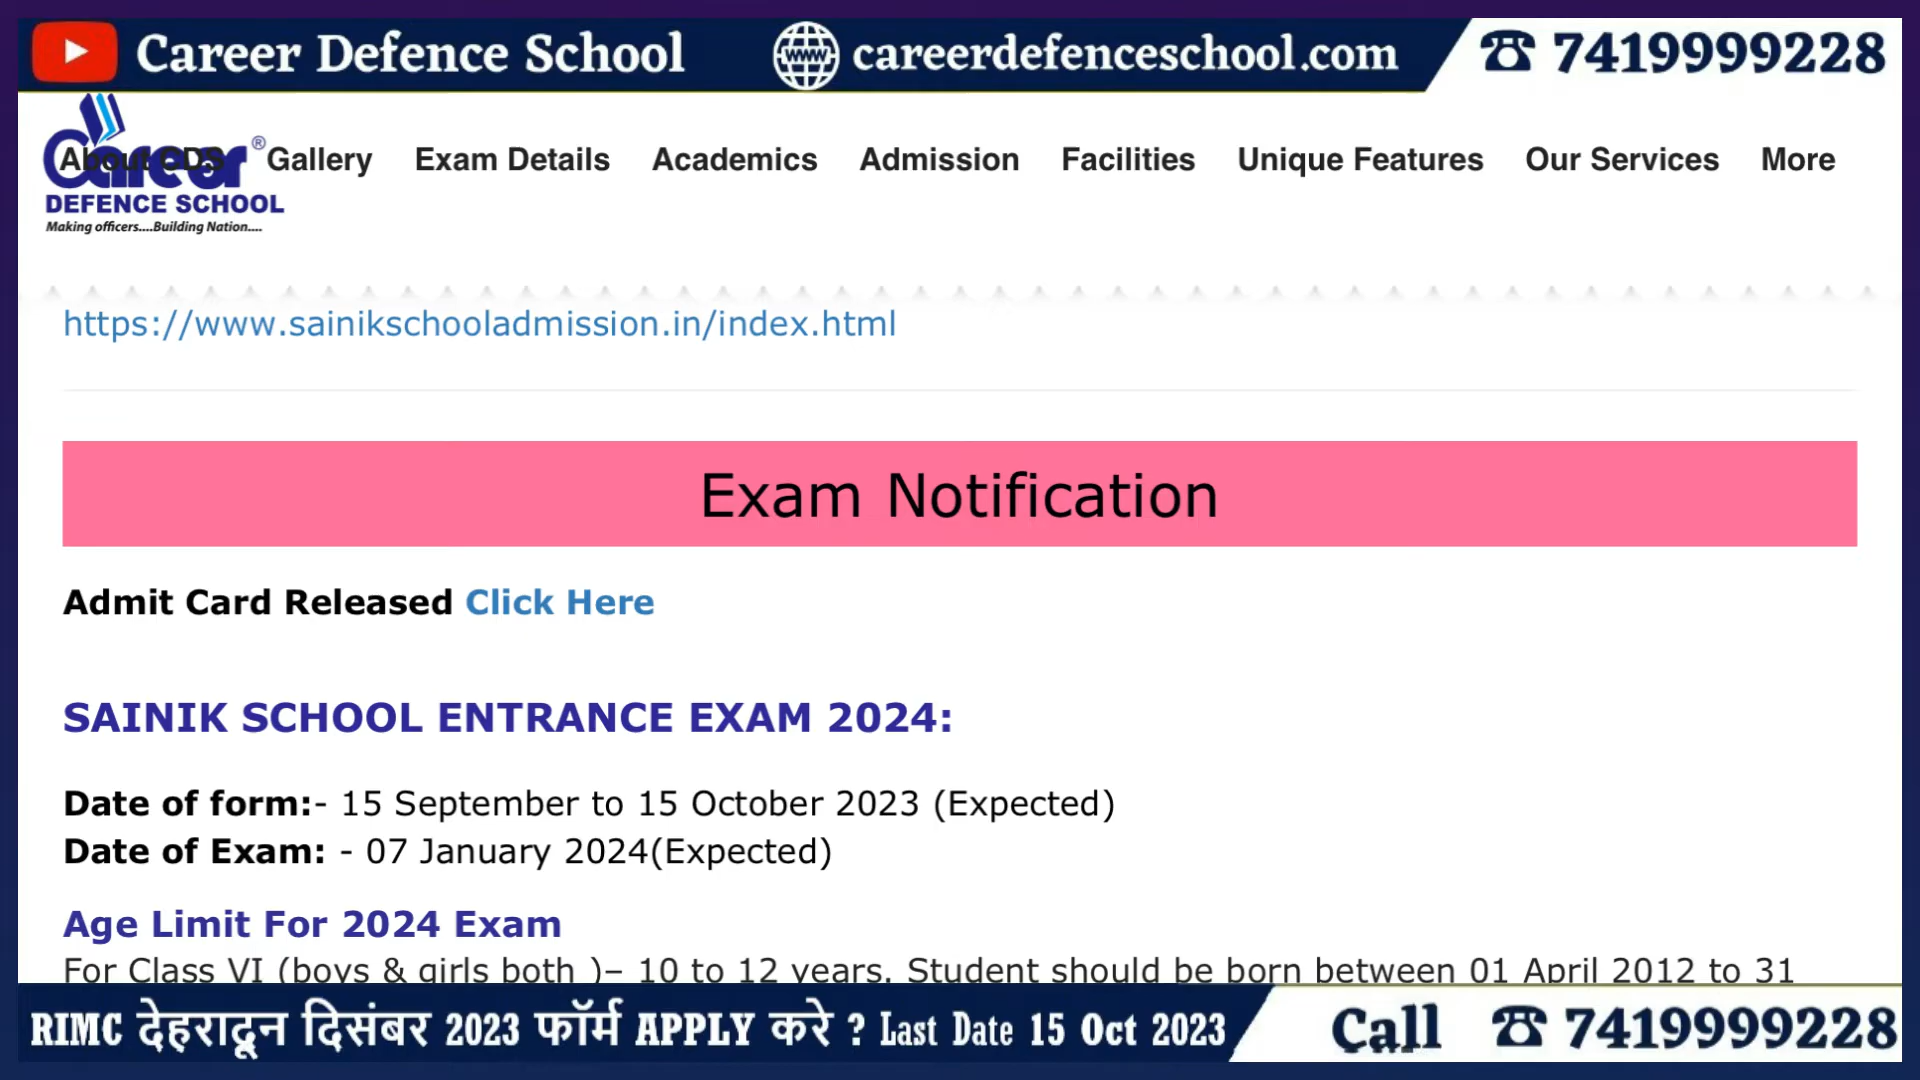 Career Defence School
careerdefenceschool.com
7419999228
Career ®
About CDS Gallery Exam Details Academics Admission Facilities Unique Features Our Services More
DEFENCE SCHOOL
Making officers....Building Nation....
https://www.sainikschooladmission.in/index.html
Exam Notification
Admit Card Released Click Here
SAINIK SCHOOL ENTRANCE EXAM 2024:
Date of form:- 15 September to 15 October 2023 (Expected)
Date of Exam: - 07 January 2024(Expected)
Age Limit For 2024 Exam
For Class VI (boys & girls both )– 10 to 12 years. Student should be born between 01 April 2012 to 31
RIMC देहरादून दिसंबर 2023 फॉर्म APPLY करे ? Last Date 15 Oct 2023
Call 7419999228